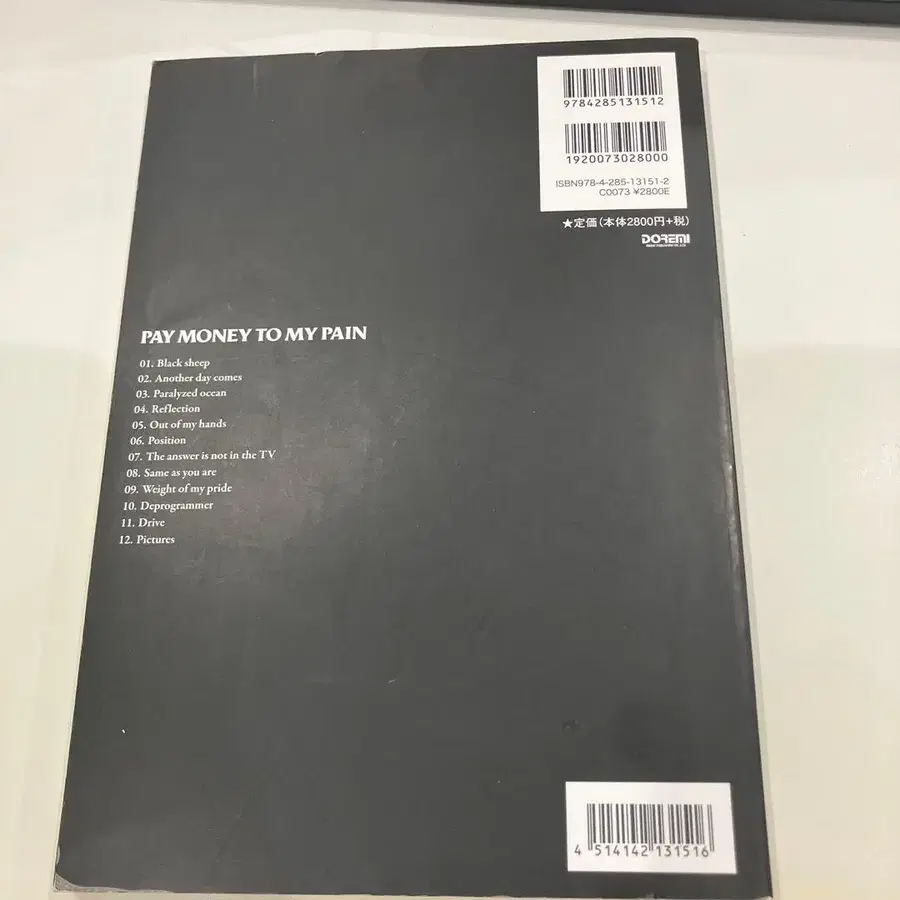 9784285131512
1920073028000
ISBN978-4-285-13151-2
C0073 ¥2800E
★定価(本体2800円+税)
DOREMI
PAY MONEY TO MY PAIN
01. Black sheep
02. Another day comes
03. Paralyzed ocean
04. Reflection
05. Out of my hands
06. Position
07. The answer is not in the TV
08. Same as you are
09. Weight of my pride
10. Deprogrammer
11. Drive
12. Pictures
4 514142 131516